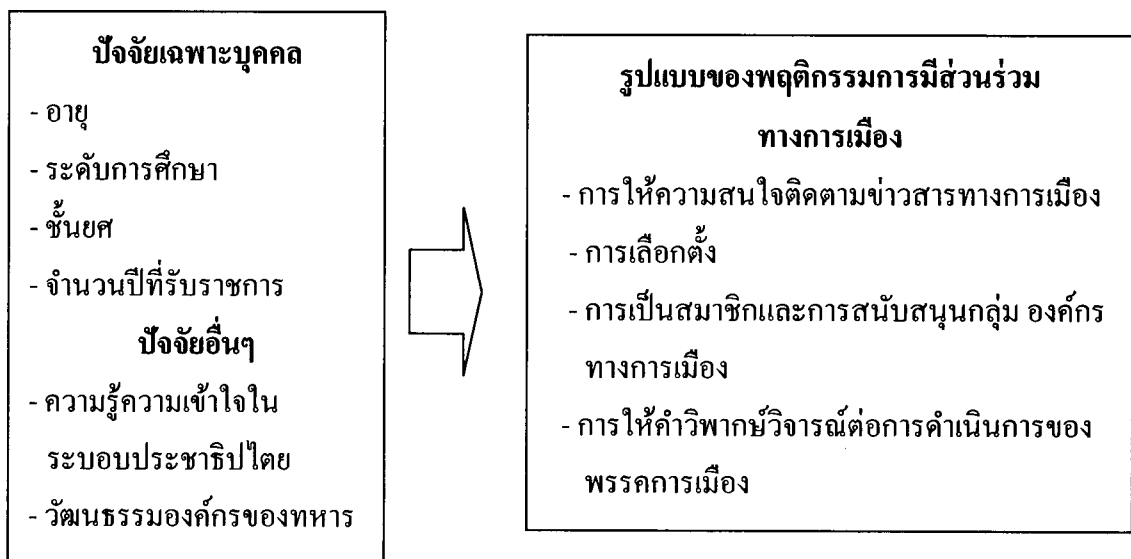 ปัจจัยเฉพาะบุคคล
- อายุ
- ระดับการศึกษา
- ชั้นยศ
- จำนวนปีที่รับราชการ
ปัจจัยอื่นๆ
- ความรู้ความเข้าใจใน
ระบอบประชาธิปไตย
- วัฒนธรรมองค์กรของทหาร
รูปแบบของพฤติกรรมการมีส่วนร่วม
ทางการเมือง
- การให้ความสนใจติดตามข่าวสารทางการเมือง
- การเลือกตั้ง
- การเป็นสมาชิกและการสนับสนุนกลุ่ม องค์กร
ทางการเมือง
- การให้คำวิพากษ์วิจารณ์ต่อการดำเนินการของ
พรรคการเมือง